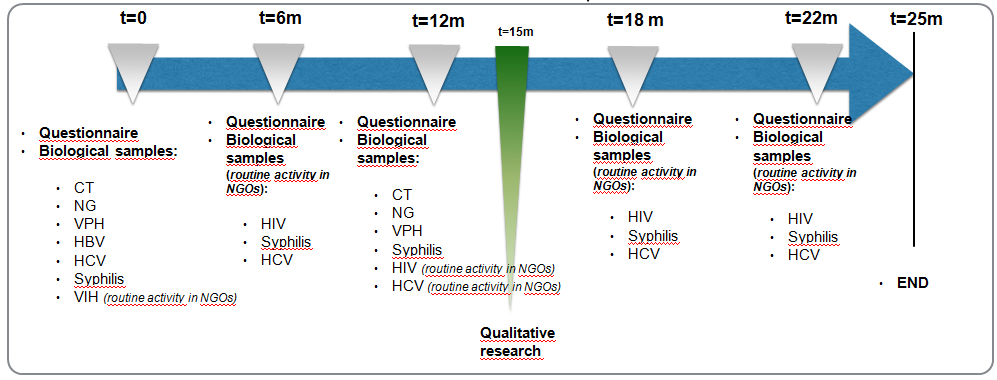 t=0
t=6m
t=12m
t=15m
t=18 m
t=22m
t=25m
• Questionnaire
• Biological samples:
• CT
• NG
• VPH
• HBV
• HCV
• Syphilis
• VIH (routine activity in NGOs)
• Questionnaire
• Biological
samples
(routine activity in
NGOs):
• HIV
• Syphilis
• HCV
• Questionnaire
• Biological
samples:
• CT
• NG
• VPH
• Syphilis
• HIV (routine activity in NGOs)
• HCV (routine activity in NGOs)
Qualitative
research
• Questionnaire
• Biological
samples
(routine activity in
NGOs):
• HIV
• Syphilis
• HCV
• Questionnaire
• Biological
samples
(routine activity in
NGOs):
• HIV
• Syphilis
• HCV
• END